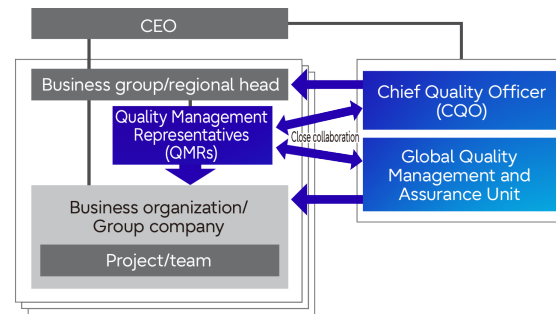 CEO
Business group/regional head
Quality Management
Representatives
(QMRs)
Close collaboration
Chief Quality Officer
(CQO)
Global Quality
Management and
Assurance Unit
Business organization/
Group company
Project/team